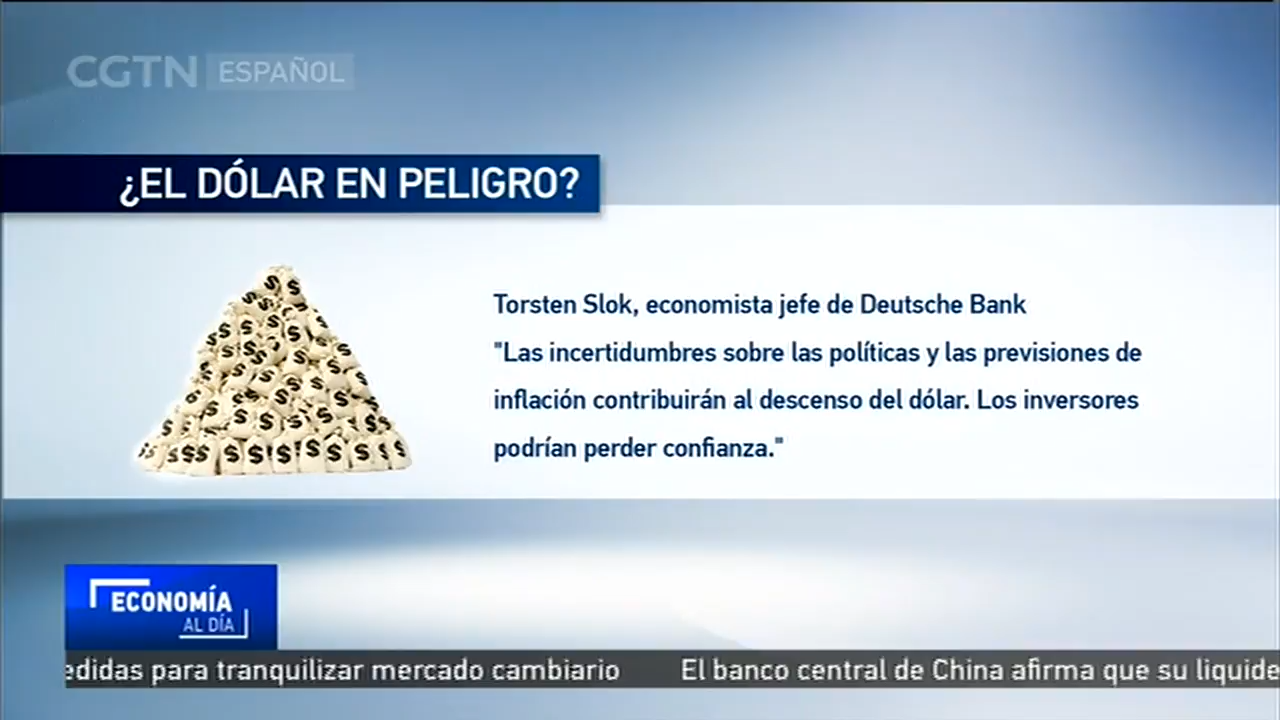 CGTN ESPAÑOL
¿EL DÓLAR EN PELIGRO?
Torsten Slok, economista jefe de Deutsche Bank
"Las incertidumbres sobre las políticas y las previsiones de
inflación contribuirán al descenso del dólar. Los inversores
podrían perder confianza."
ECONOMÍA
AL DÍA
edidas para tranquilizar mercado cambiario El banco central de China afirma que su liquide